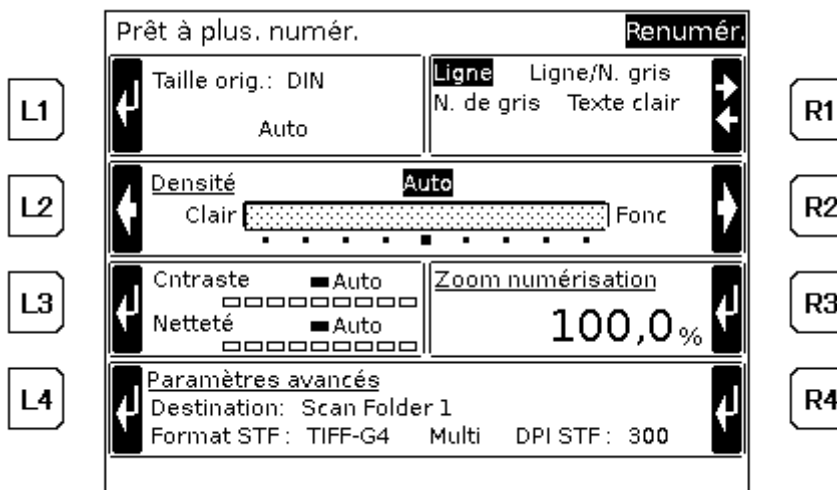 Prêt à plus. numér. Renumér.
L1
Taille orig.: DIN
Auto
Ligne Ligne/N. gris
N. de gris Texte clair
R1
L2
Densité Auto
Clair Fonc
R2
L3
Cntraste Auto
Netteté Auto
Zoom numérisation
100,0 %
R3
L4
Paramètres avancés
Destination: Scan Folder 1
Format STF : TIFF-G4 Multi DPI STF : 300
R4